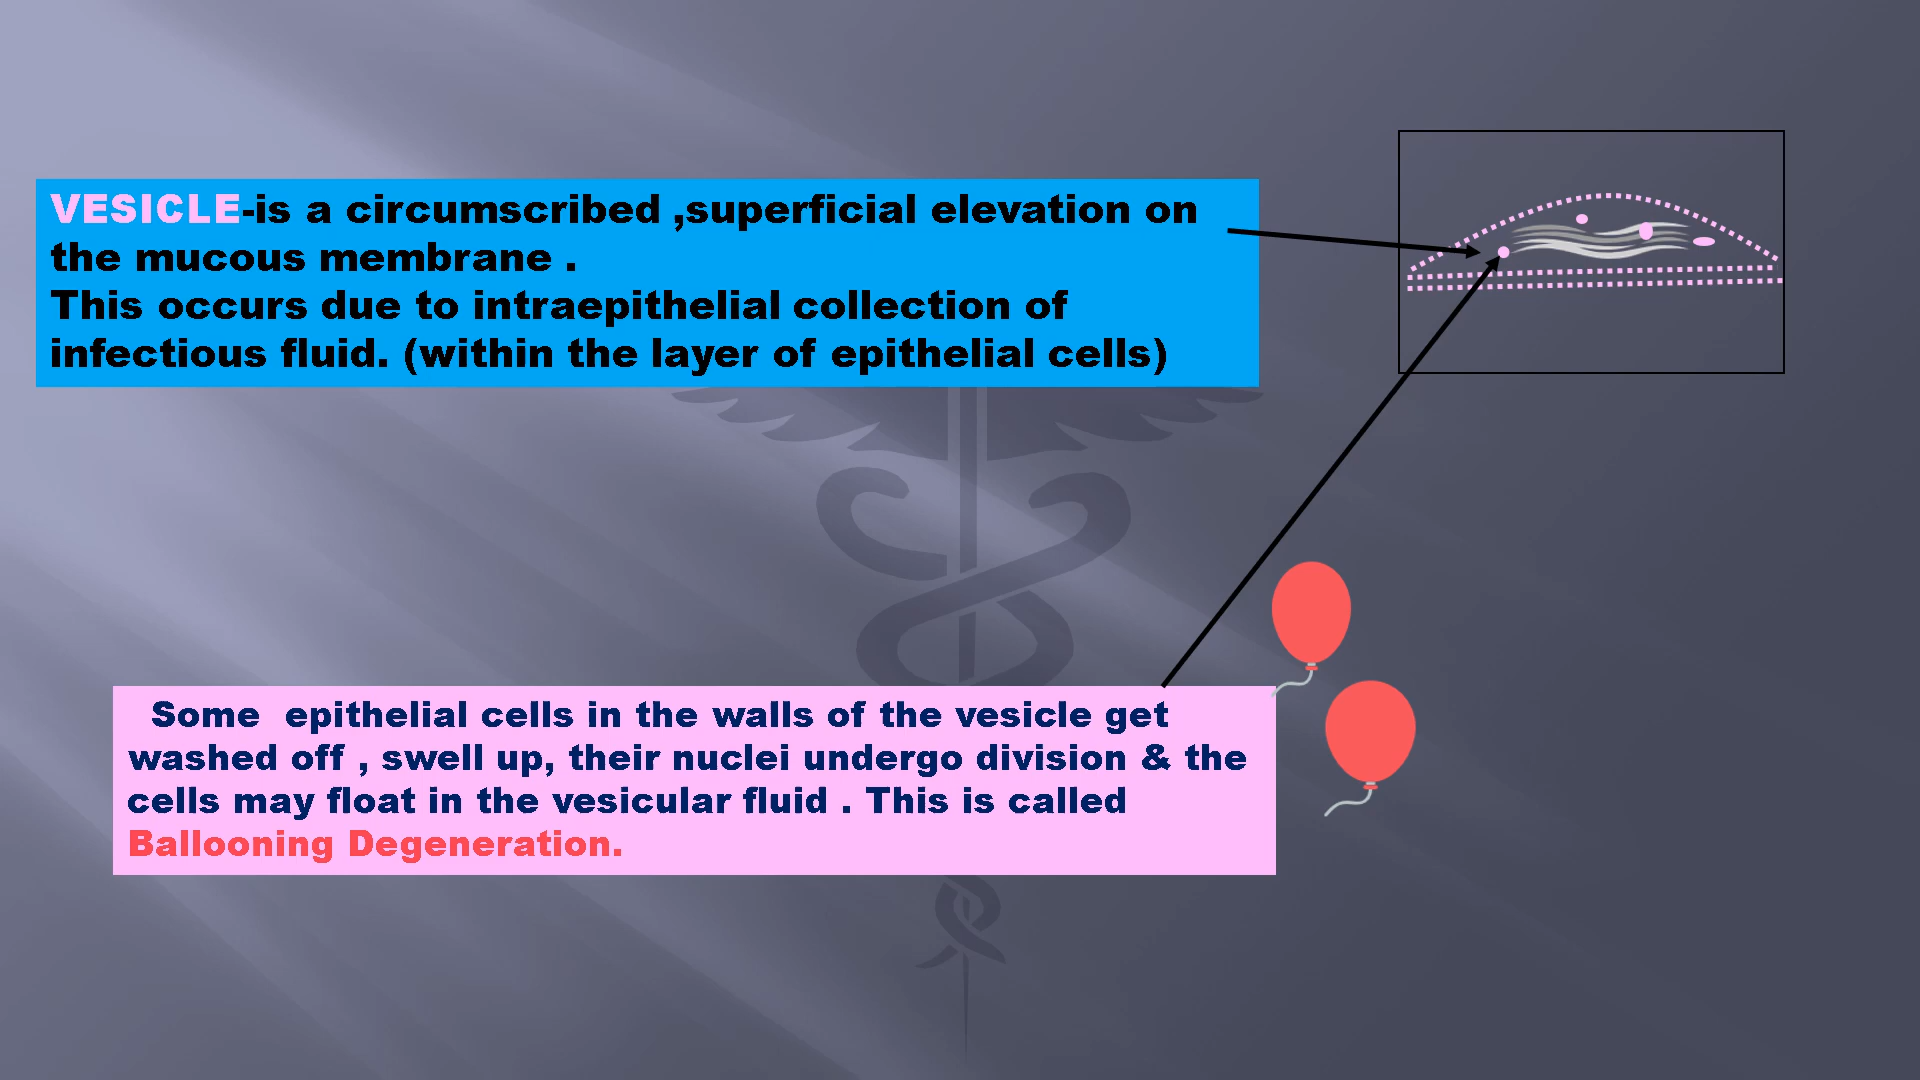 VESICLE-is a circumscribed ,superficial elevation on
the mucous membrane .
This occurs due to intraepithelial collection of
infectious fluid. (within the layer of epithelial cells)
Some  epithelial cells in the walls of the vesicle get
washed off , swell up, their nuclei undergo division & the
cells may float in the vesicular fluid . This is called
Ballooning Degeneration.